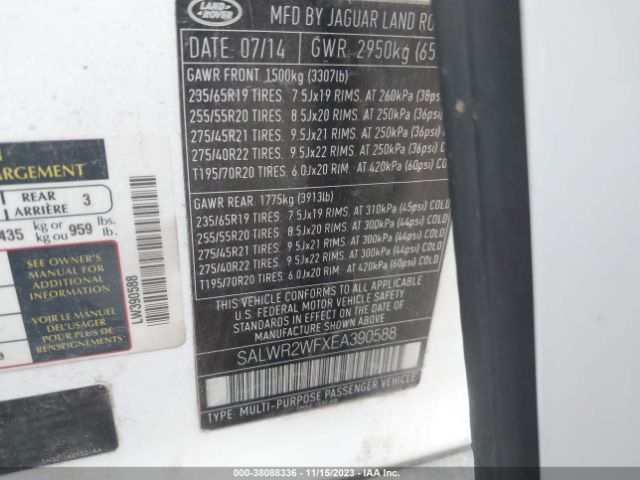 LAND-
ROVER
MFD BY JAGUAR LAND RO
DATE: 07/14 GWR 2950kg (65
GAWR FRONT 1500kg (3307lb)
235/65R19 TIRES. 7.5Jx19 RIMS. AT 260kPa (38ps
255/55R20 TIRES. 8.5Jx20 RIMS. AT 250kPa (36psi)
275/45R21 TIRES. 9.5Jx21 RIMS. AT 250kPa (36psi)
275/40R22 TIRES. 9.5Jx22 RIMS. AT 250kPa (36psi) C
T195/70R20 TIRES. 6.0Jx20 RIM. AT 420kPa (60psi) CO
GAWR REAR 1775kg (3913lb)
235/65R19 TIRES. 7.5Jx19 RIMS. AT 310kPa (45psi) COLD
255/55R20 TIRES. 8.5Jx20 RIMS. AT 300kPa (44psi) COLD
275/45R21 TIRES. 9.5Jx21 RIMS. AT 300kPa (44psi) COLD
275/40R22 TIRES. 9.5Jx22 RIMS. AT 300kPa (44psi) COLD
T195/70R20 TIRES. 6.0Jx20 RIM. AT 420kPa (60psi) COLD
THIS VEHICLE CONFORMS TO ALL APPLICABLE
U.S. FEDERAL MOTOR VEHICLE SAFETY
STANDARDS IN EFFECT ON THE DATE OF
MANUFACTURE SHOWN ABOVE
SALWR2WFXEA390588
TYPE: MULTI-PURPOSE PASSENGER VEHICLE
ARGEMENT
REAR
ARRIÈRE 3
435 kg or kg ou 959 lbs. lb.
SEE OWNER'S
MANUAL FOR
ADDITIONAL
INFORMATION
VOIR LE MANUEL
DE L'USAGER
POUR PLUS DE
RENSEIGNEMENTS
LW390588
000-38088336 - 11/15/2023 - IAA Inc.